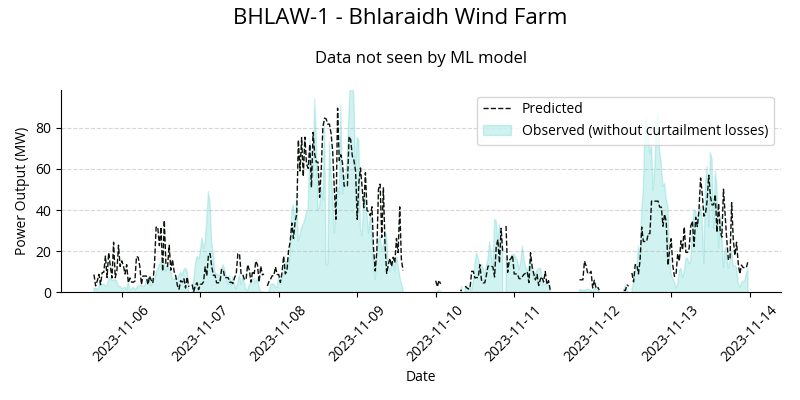 BHLAW-1 - Bhlaraidh Wind Farm
Data not seen by ML model
Predicted
Observed (without curtailment losses)
Power Output (MW)
80
60
40
20
0
2023-11-06
2023-11-07
2023-11-08
2023-11-09
2023-11-10
2023-11-11
2023-11-12
2023-11-13
2023-11-14
Date